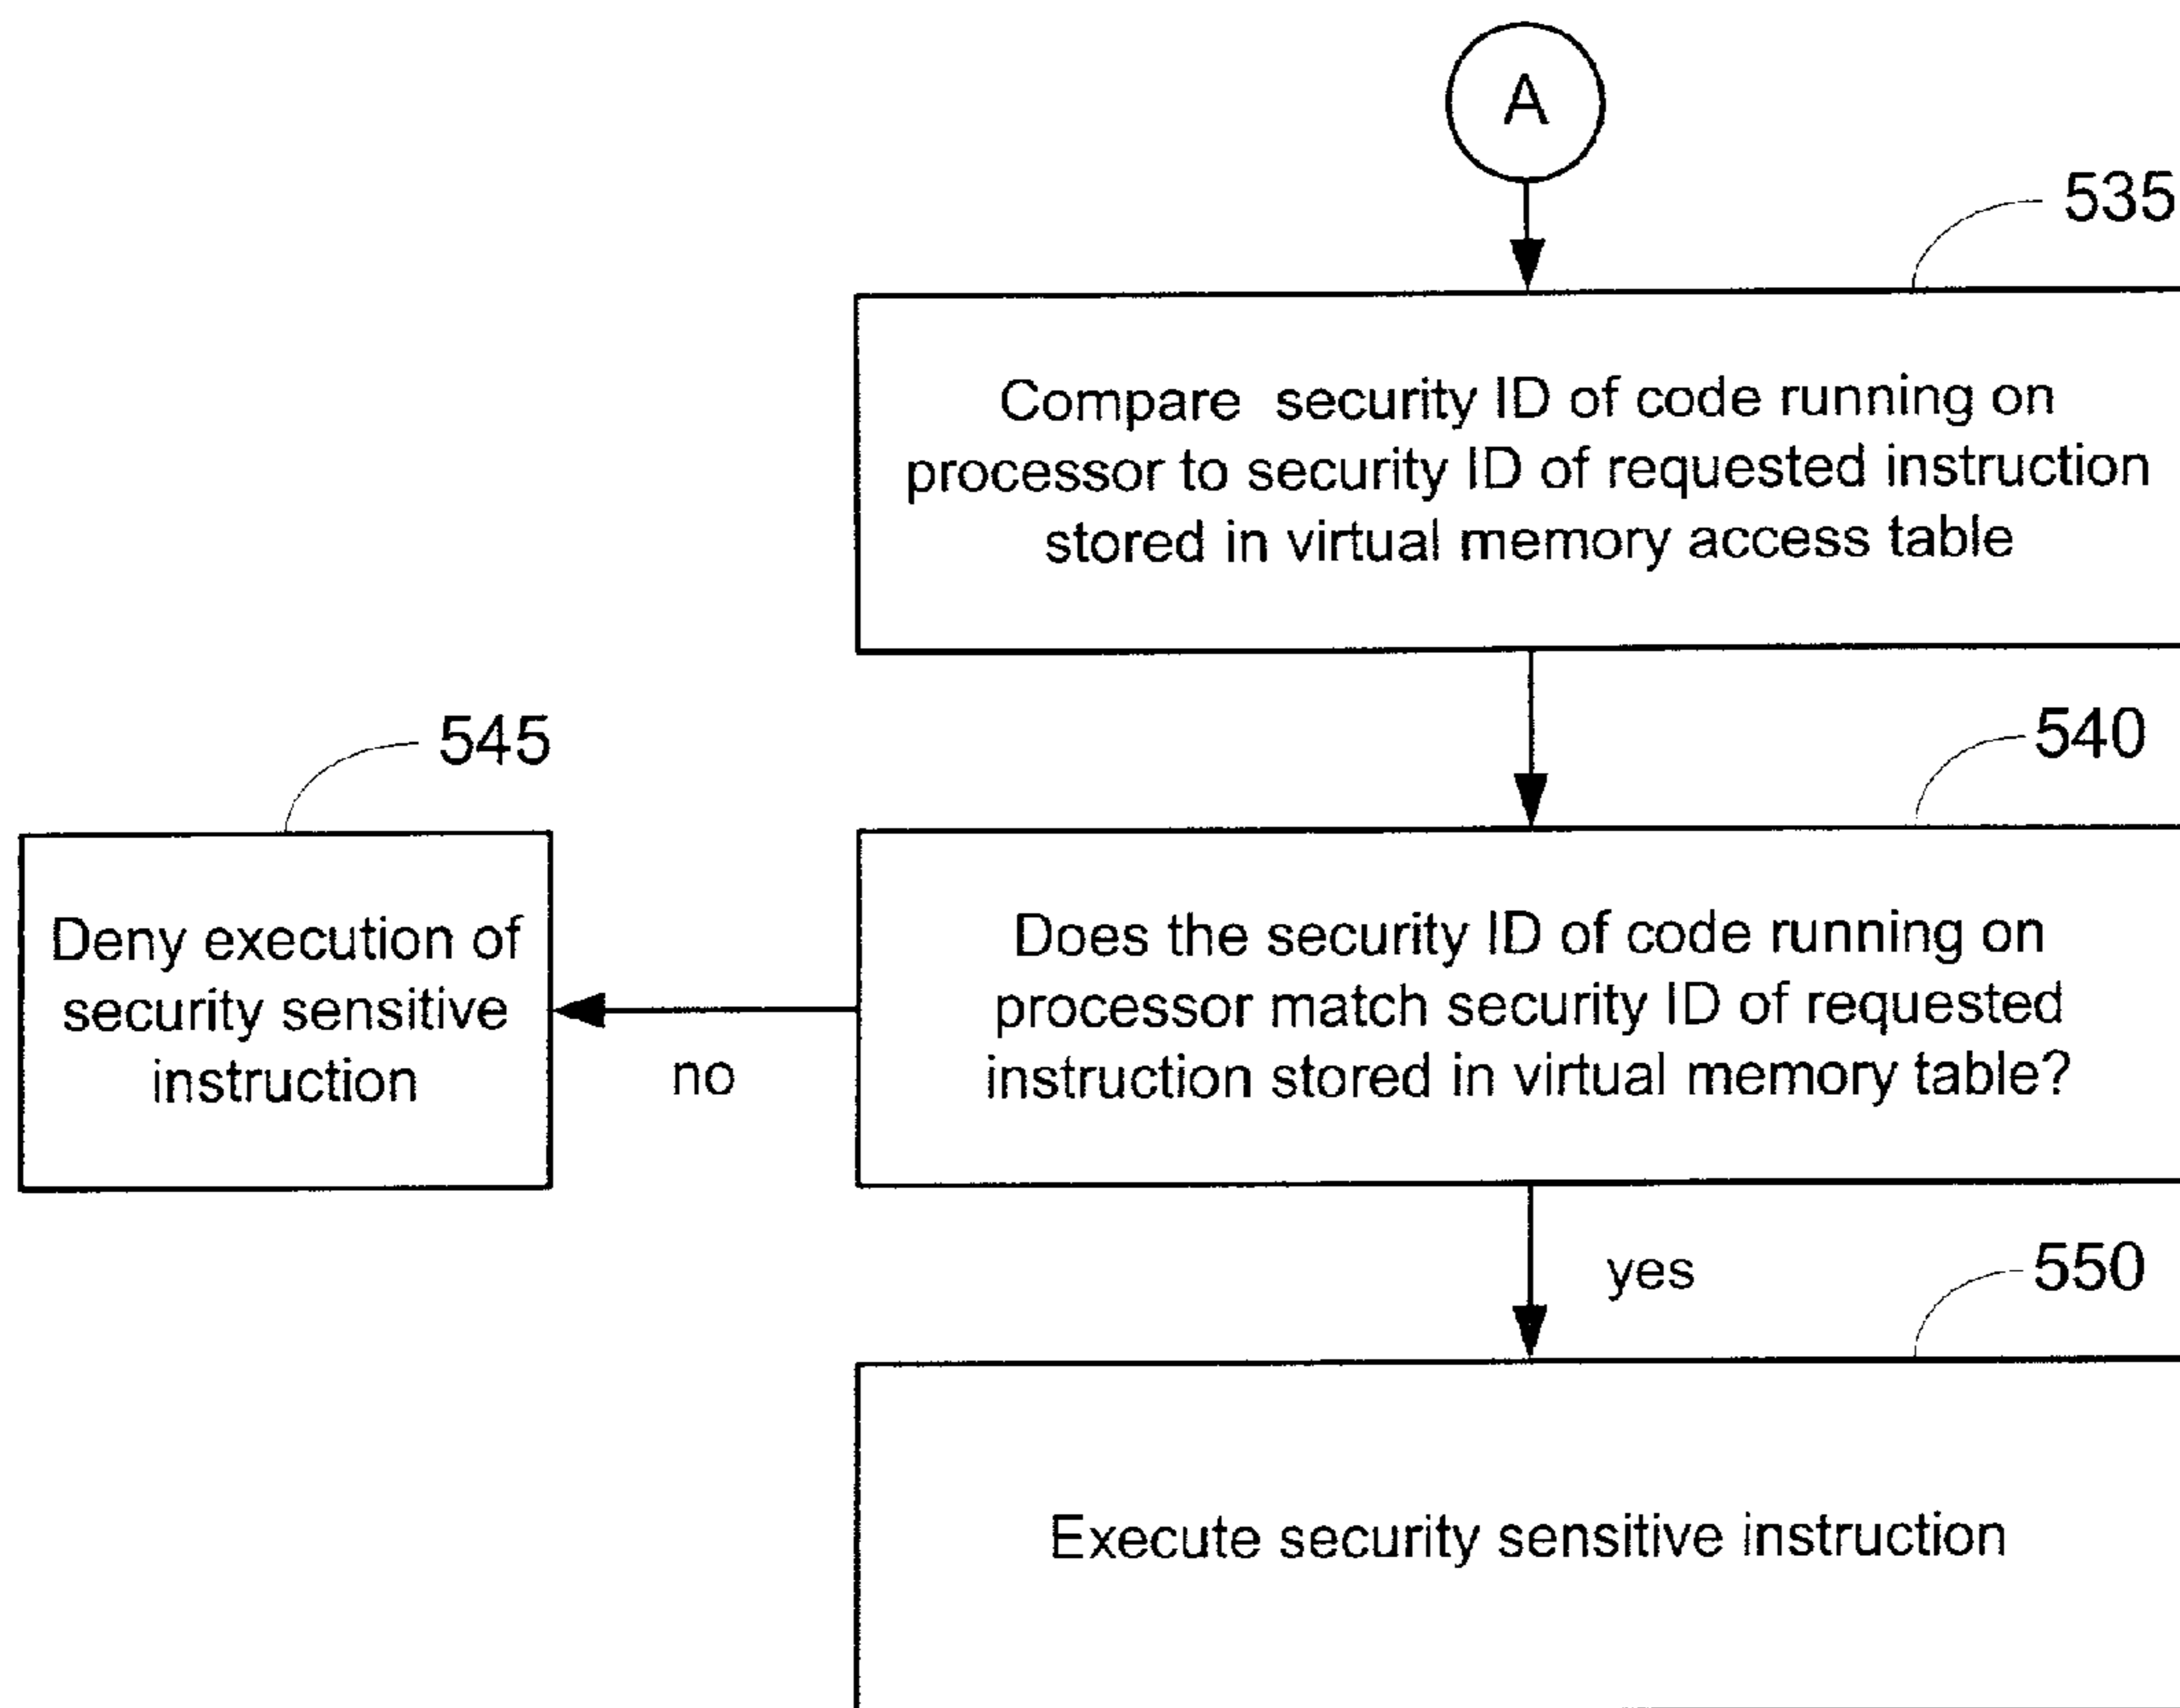 A
535
Compare security ID of code running on
processor to security ID of requested instruction
stored in virtual memory access table
545
540
Deny execution of
security sensitive
instruction
no
Does the security ID of code running on
processor match security ID of requested
instruction stored in virtual memory table?
yes
550
Execute security sensitive instruction